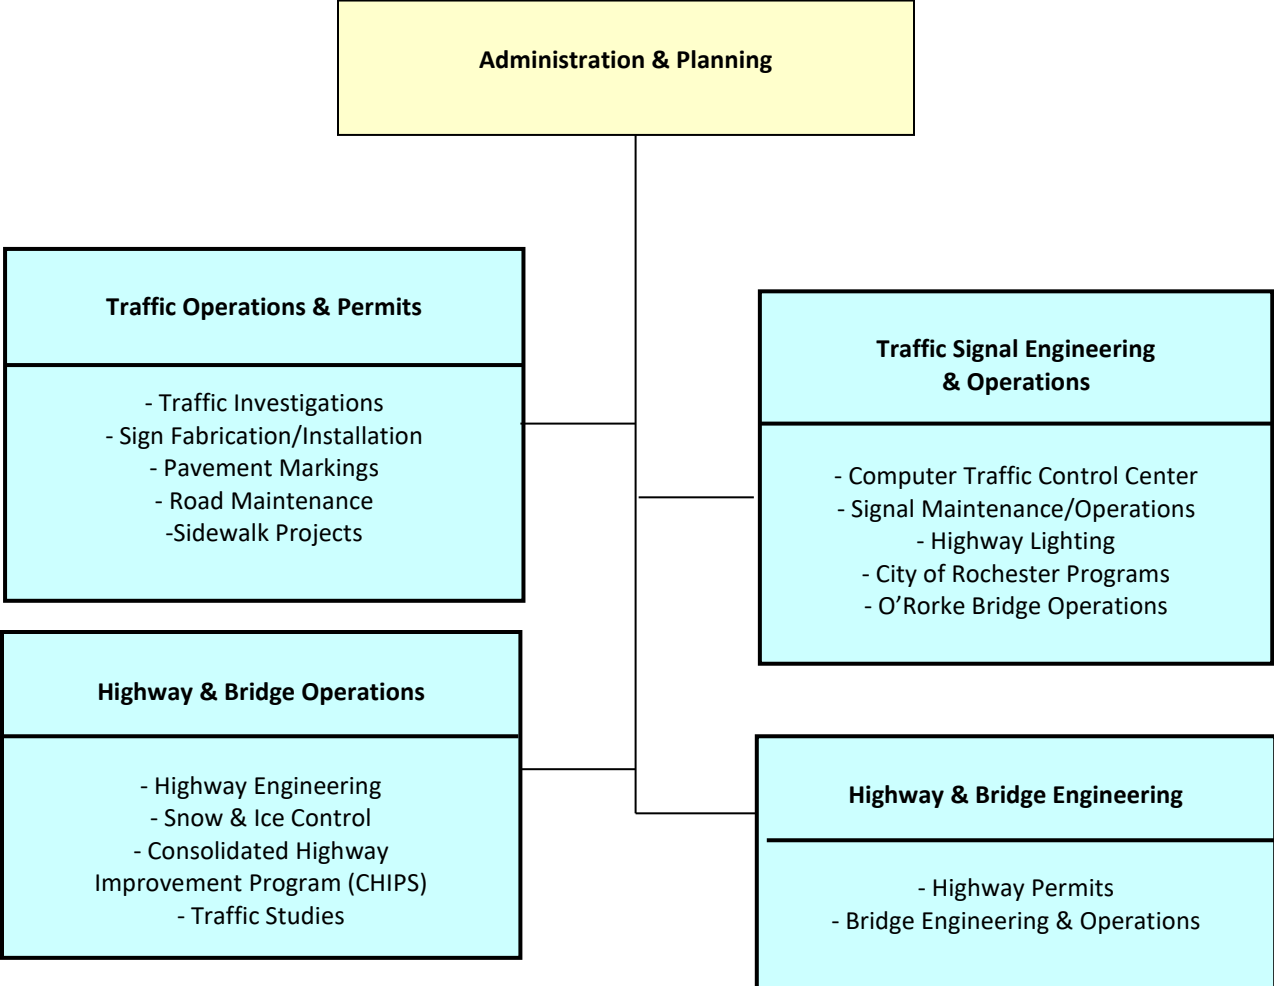 Administration & Planning
Traffic Operations & Permits
- Traffic Investigations
- Sign Fabrication/Installation
- Pavement Markings
- Road Maintenance
-Sidewalk Projects
Traffic Signal Engineering
& Operations
- Computer Traffic Control Center
- Signal Maintenance/Operations
- Highway Lighting
- City of Rochester Programs
- O’Rorke Bridge Operations
Highway & Bridge Operations
- Highway Engineering
- Snow & Ice Control
- Consolidated Highway
Improvement Program (CHIPS)
- Traffic Studies
Highway & Bridge Engineering
- Highway Permits
- Bridge Engineering & Operations